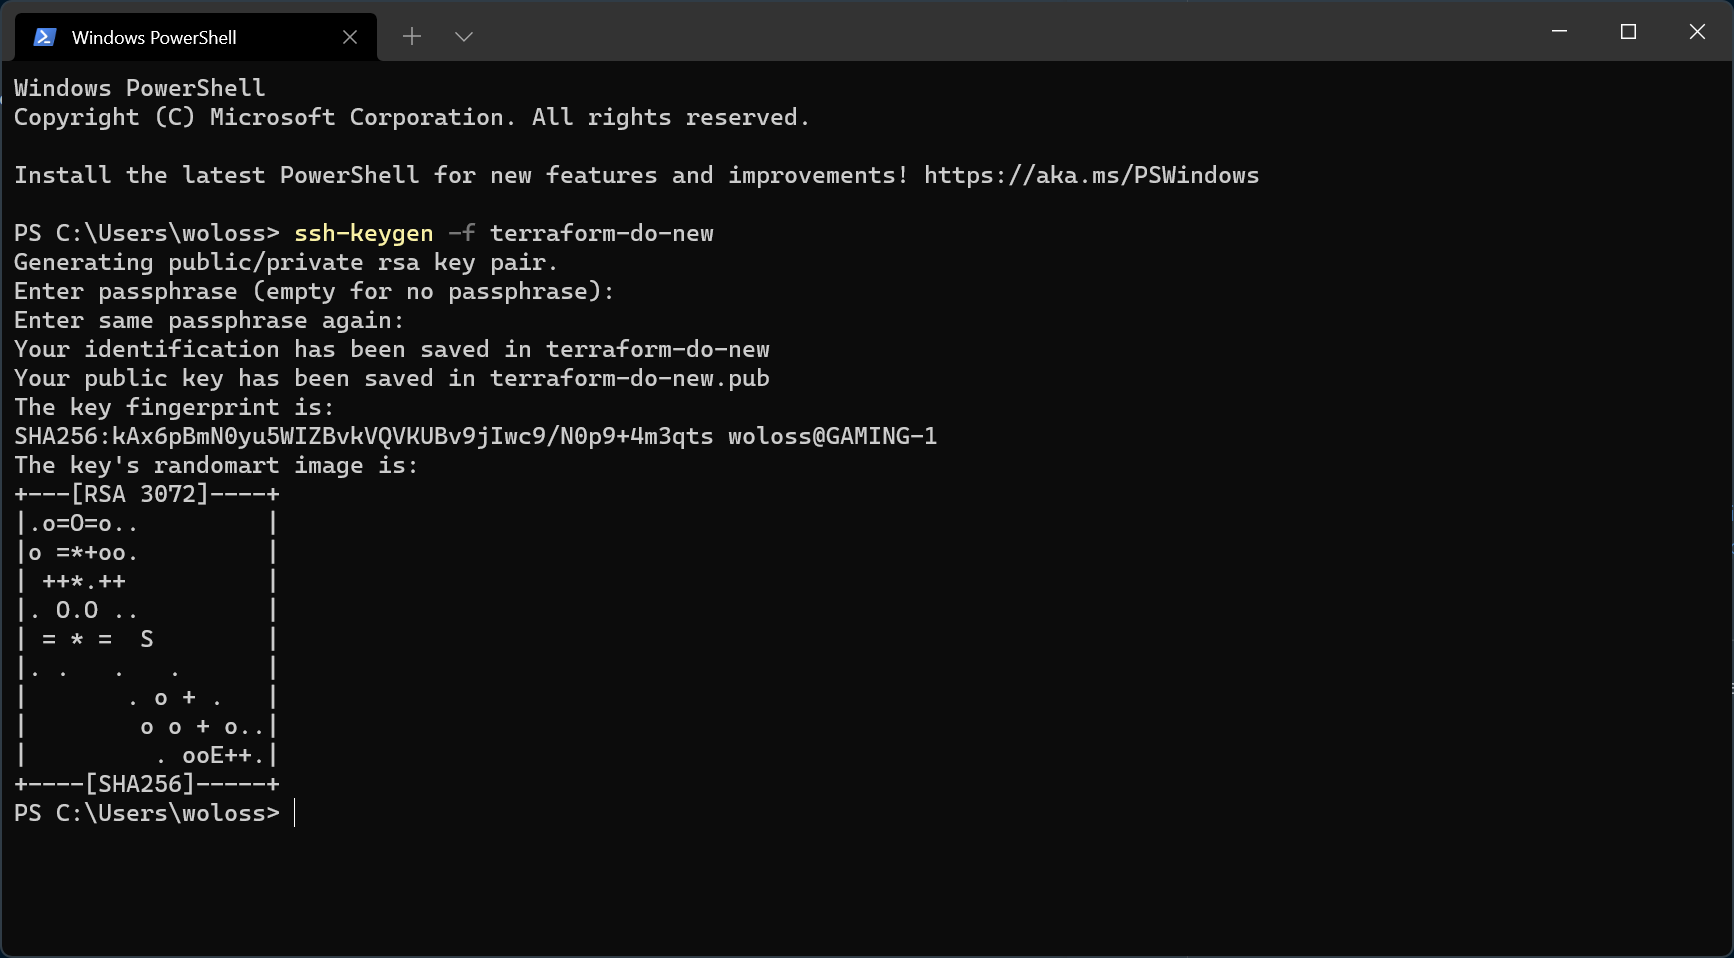 Windows PowerShell
Windows PowerShell
Copyright (C) Microsoft Corporation. All rights reserved.
Install the latest PowerShell for new features and improvements! https://aka.ms/PSWindows
PS C:\Users\woloss> ssh-keygen -f terraform-do-new
Generating public/private rsa key pair.
Enter passphrase (empty for no passphrase):
Enter same passphrase again:
Your identification has been saved in terraform-do-new
Your public key has been saved in terraform-do-new.pub
The key fingerprint is:
SHA256:kAx6pBmN0yu5WIZBvkVQVKUBv9jIwc9/N0p9+4m3qts woloss@GAMING-1
The key's randomart image is:
+---[RSA 3072]----+
|.o=O=o..         |
|o =*+oo.         |
| ++*.++          |
|. O.O ..         |
| = * =  S        |
|. .   .   .      |
|       . o + .   |
|        o o + o..|
|         . ooE++.|
+----[SHA256]-----+
PS C:\Users\woloss>